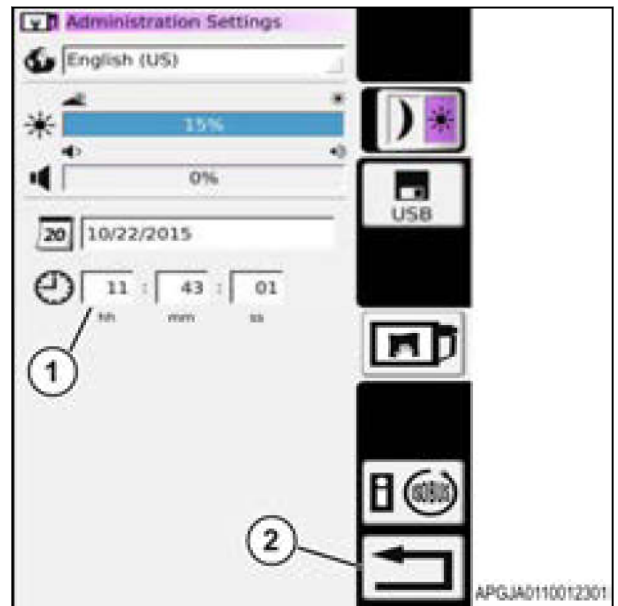 Administration Settings
English (US)
15%
0%
USB
20 10/22/2015
11 : 43 : 01
hh mm ss
1
ISOBUS
2
APGJA0110012301